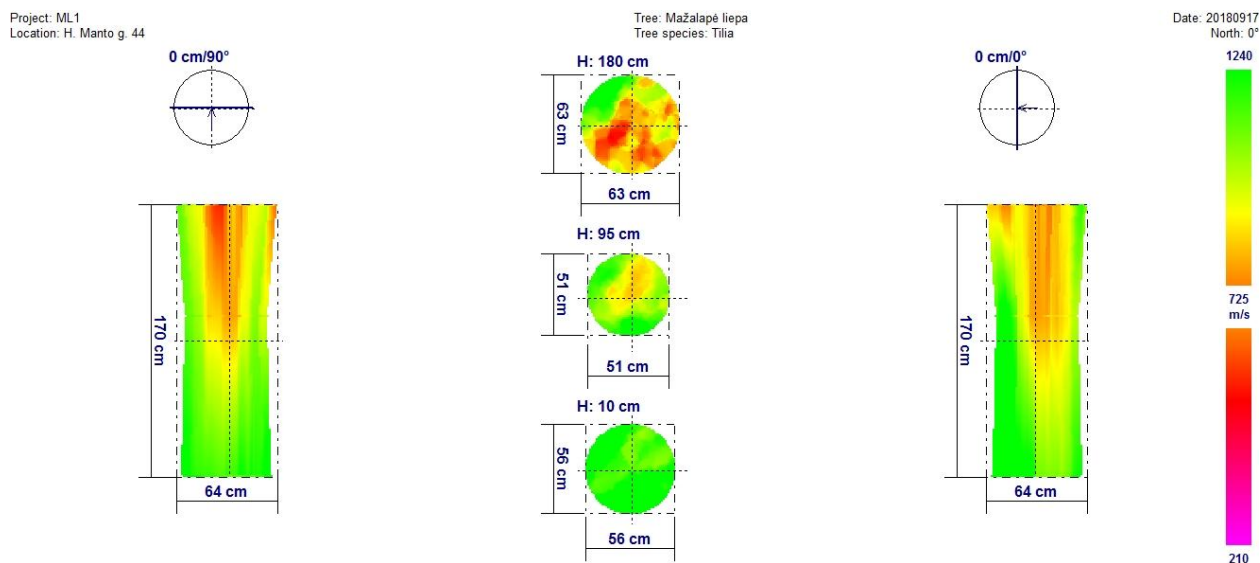 Project: ML1
Location: H. Manto g. 44
Tree: Mažalapė liepa
Tree species: Tilia
Date: 20180917
North: 0°
0 cm/90°
170 cm
64 cm
H: 180 cm
63 cm
63 cm
H: 95 cm
51 cm
51 cm
H: 10 cm
56 cm
56 cm
0 cm/0°
170 cm
64 cm
1240
725
m/s
210